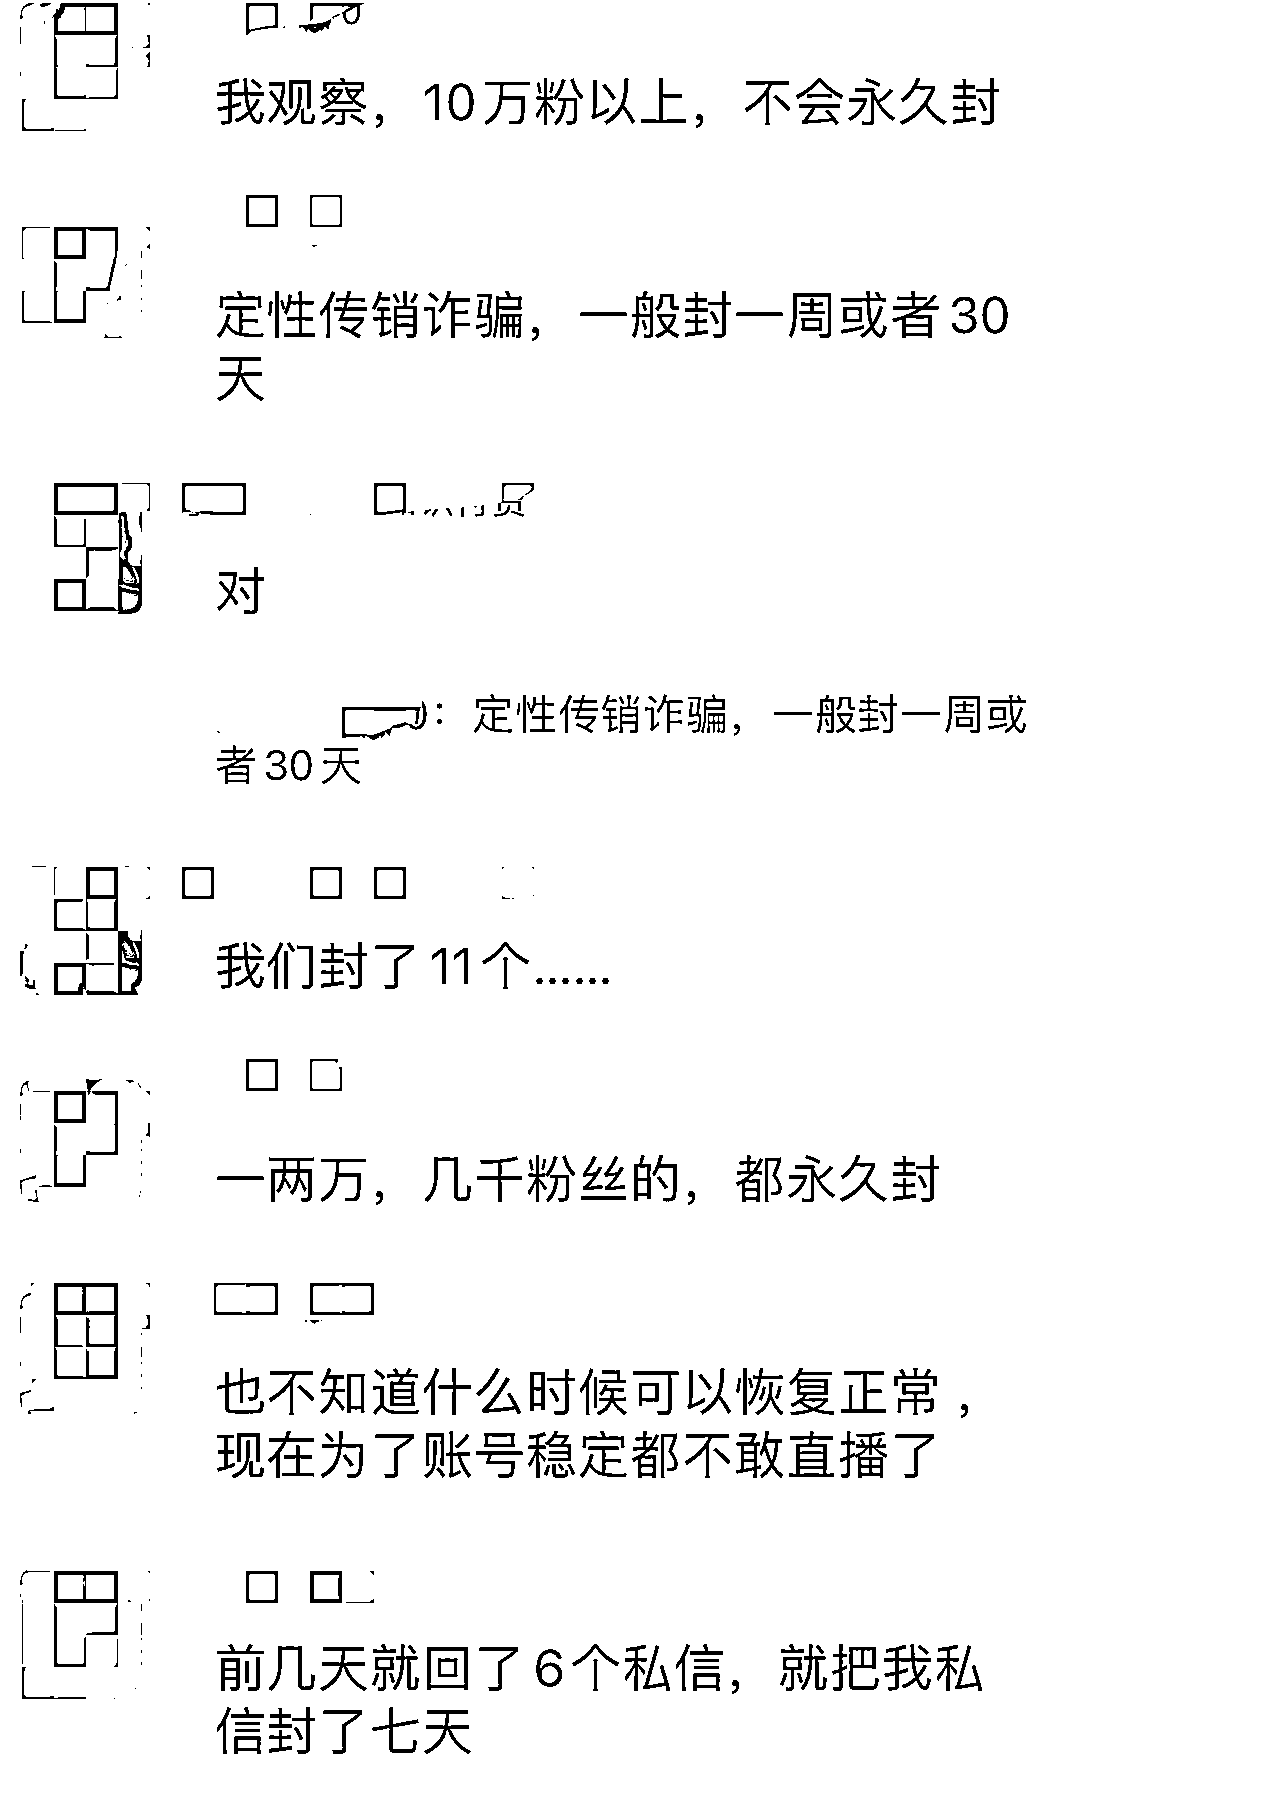 我观察，10万粉以上，不会永久封
定性传销诈骗，一般封一周或者30
天
对
：定性传销诈骗，一般封一周或
者30天
我们封了11个……
一两万，几千粉丝的，都永久封
也不知道什么时候可以恢复正常，
现在为了账号稳定都不敢直播了
前几天就回了6个私信，就把我私
信封了七天